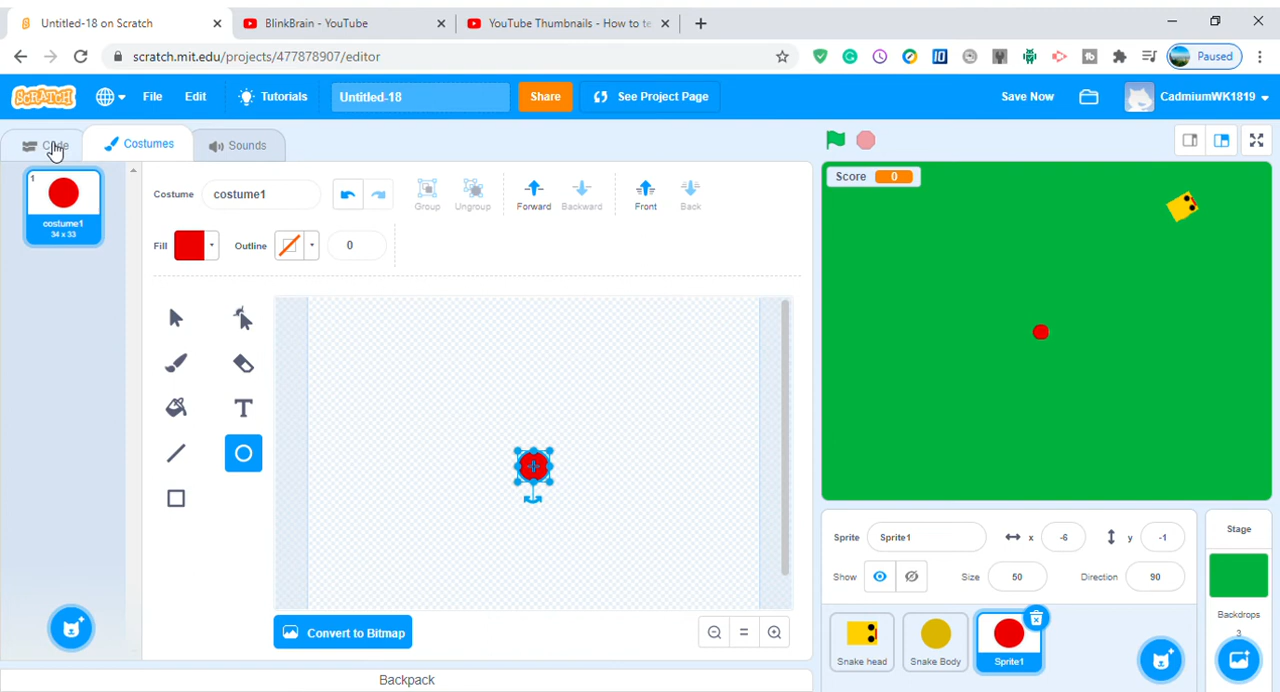 Untitled-18 on Scratch
BlinkBrain - YouTube
YouTube Thumbnails - How to te
scratch.mit.edu/projects/477878907/editor
Paused
SCRATCH
File
Edit
Tutorials
Untitled-18
Share
See Project Page
Save Now
CadmiumWK1819
Code
Costumes
Sounds
1
costume1
34 x 33
Costume
costume1
Group
Ungroup
Forward
Backward
Front
Back
Fill
Outline
0
T
Convert to Bitmap
Backpack
Score 0
Sprite
Sprite1
x
-6
y
-1
Show
Size
50
Direction
90
Snake head
Snake Body
Sprite1
Stage
Backdrops
3